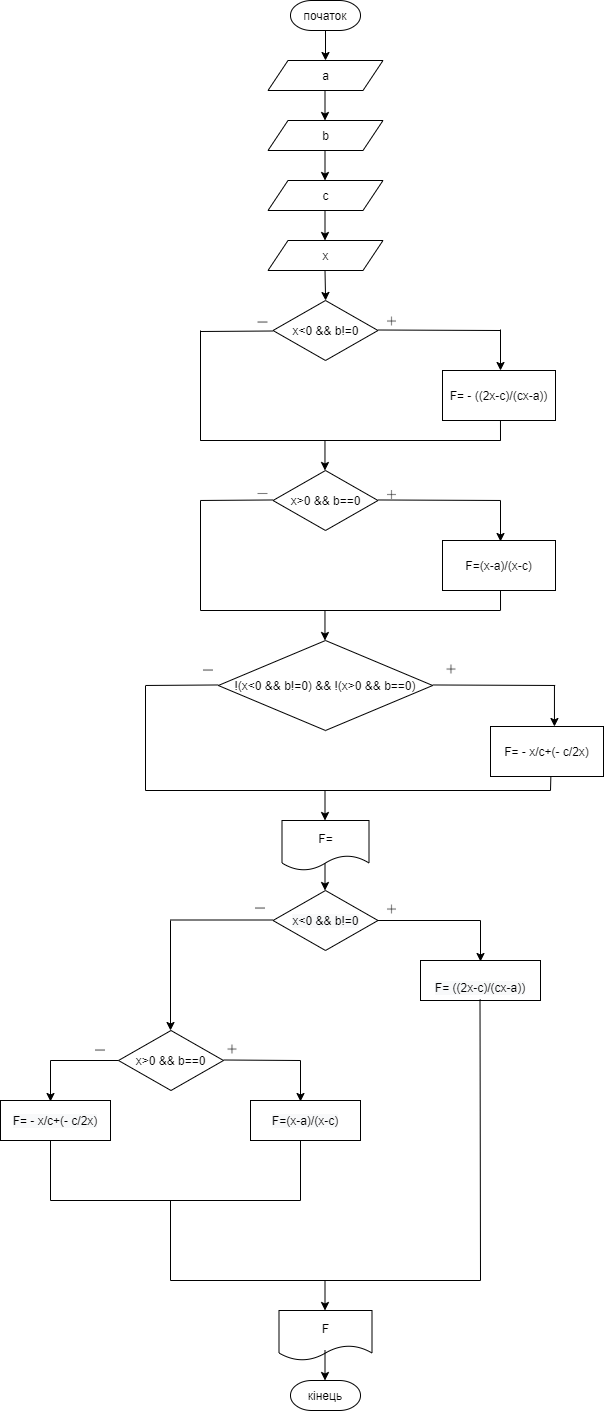 початок
a
b
c
x
−
+
x<0 && b!=0
F= - ((2x-c)/(cx-a))
−
+
x>0 && b==0
F=(x-a)/(x-c)
−
+
!(x<0 && b!=0) && !(x>0 && b==0)
F= - x/c+(- c/2x)
F=
−
+
x<0 && b!=0
F= ((2x-c)/(cx-a))
−
+
x>0 && b==0
F= - x/c+(- c/2x)
F=(x-a)/(x-c)
F
кінець